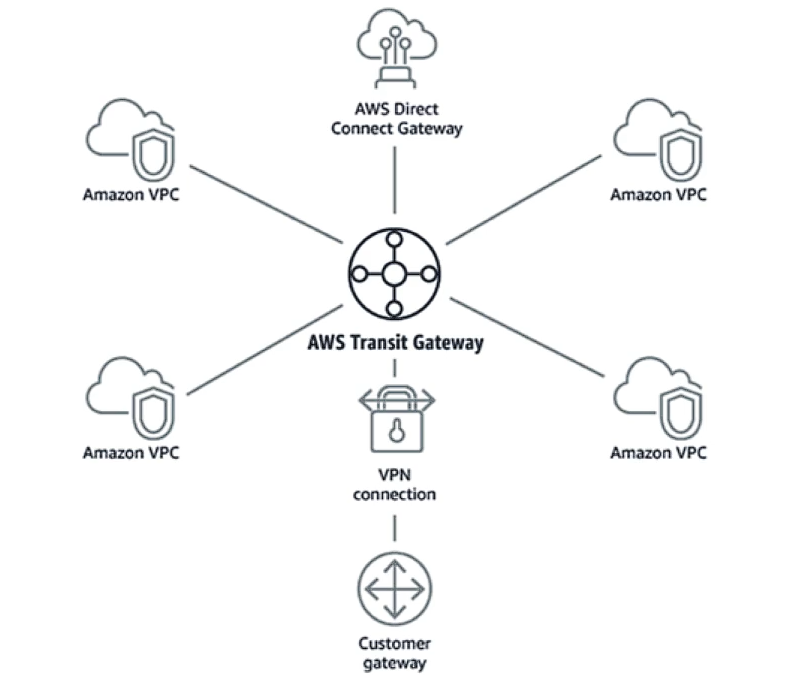 AWS Direct
Connect Gateway
Amazon VPC
Amazon VPC
AWS Transit Gateway
Amazon VPC
Amazon VPC
VPN
connection
Customer
gateway